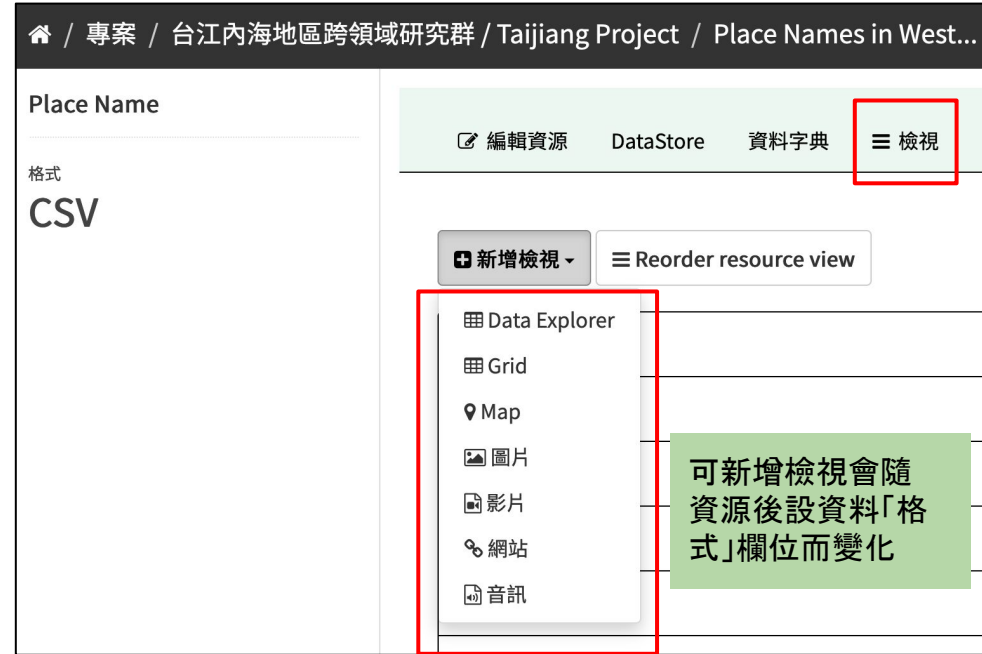 / 專案 / 台江內海地區跨領域研究群 / Taijiang Project / Place Names in West...
Place Name
格式
CSV
編輯資源 DataStore 資料字典 檢視
新增檢視 Reorder resource view
Data Explorer
Grid
Map
圖片
影片
網站
音訊
可新增檢視會隨
資源後設資料「格
式」欄位而變化